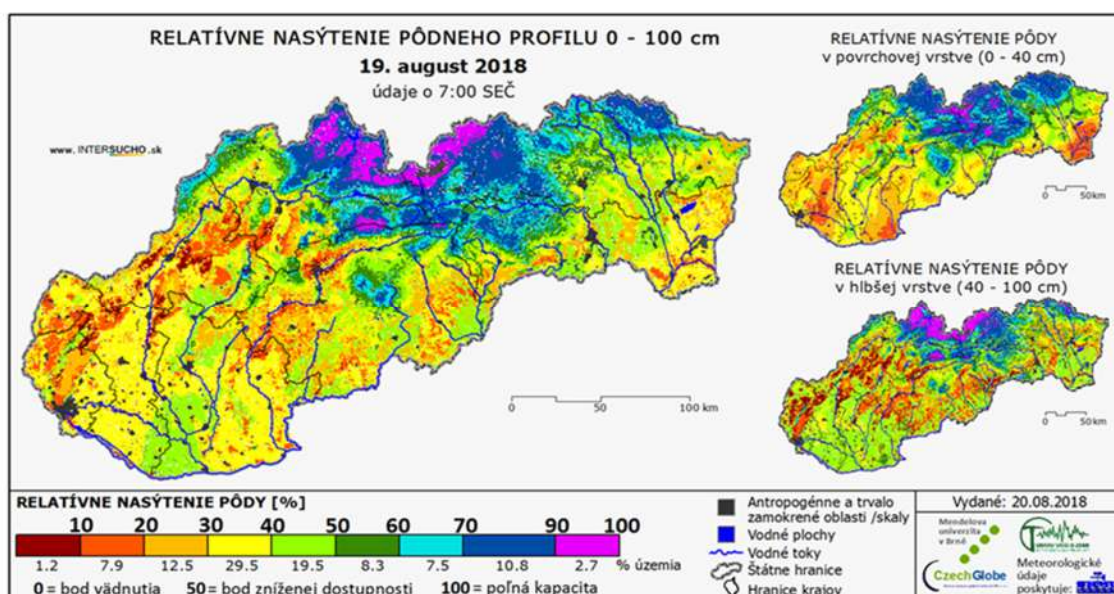 RELATÍVNE NASÝTENIE PÔDNEHO PROFILU 0 - 100 cm
19. august 2018
údaje o 7:00 SEČ
www. INTERSUCHO .sk
0 50 100 km
RELATÍVNE NASÝTENIE PÔDY
v povrchovej vrstve (0 - 40 cm)
0 50km
RELATÍVNE NASÝTENIE PÔDY
v hlbšej vrstve (40 - 100 cm)
0 50km
RELATÍVNE NASÝTENIE PÔDY [%]
10 20 30 40 50 60 70 90 100
1.2 7.9 12.5 29.5 19.5 8.3 7.5 10.8 2.7 % územia
0 = bod vädnutia 50 = bod zníženej dostupnosti 100 = poľná kapacita
Antropogénne a trvalo
zamokrené oblasti /skaly
Vodné plochy
Vodné toky
Štátne hranice
Hranice krajov
Vydané: 20.08.2018
Mendelova
univerzita
v Brně
CzechGlobe
Meteorologické
údaje
poskytuje: